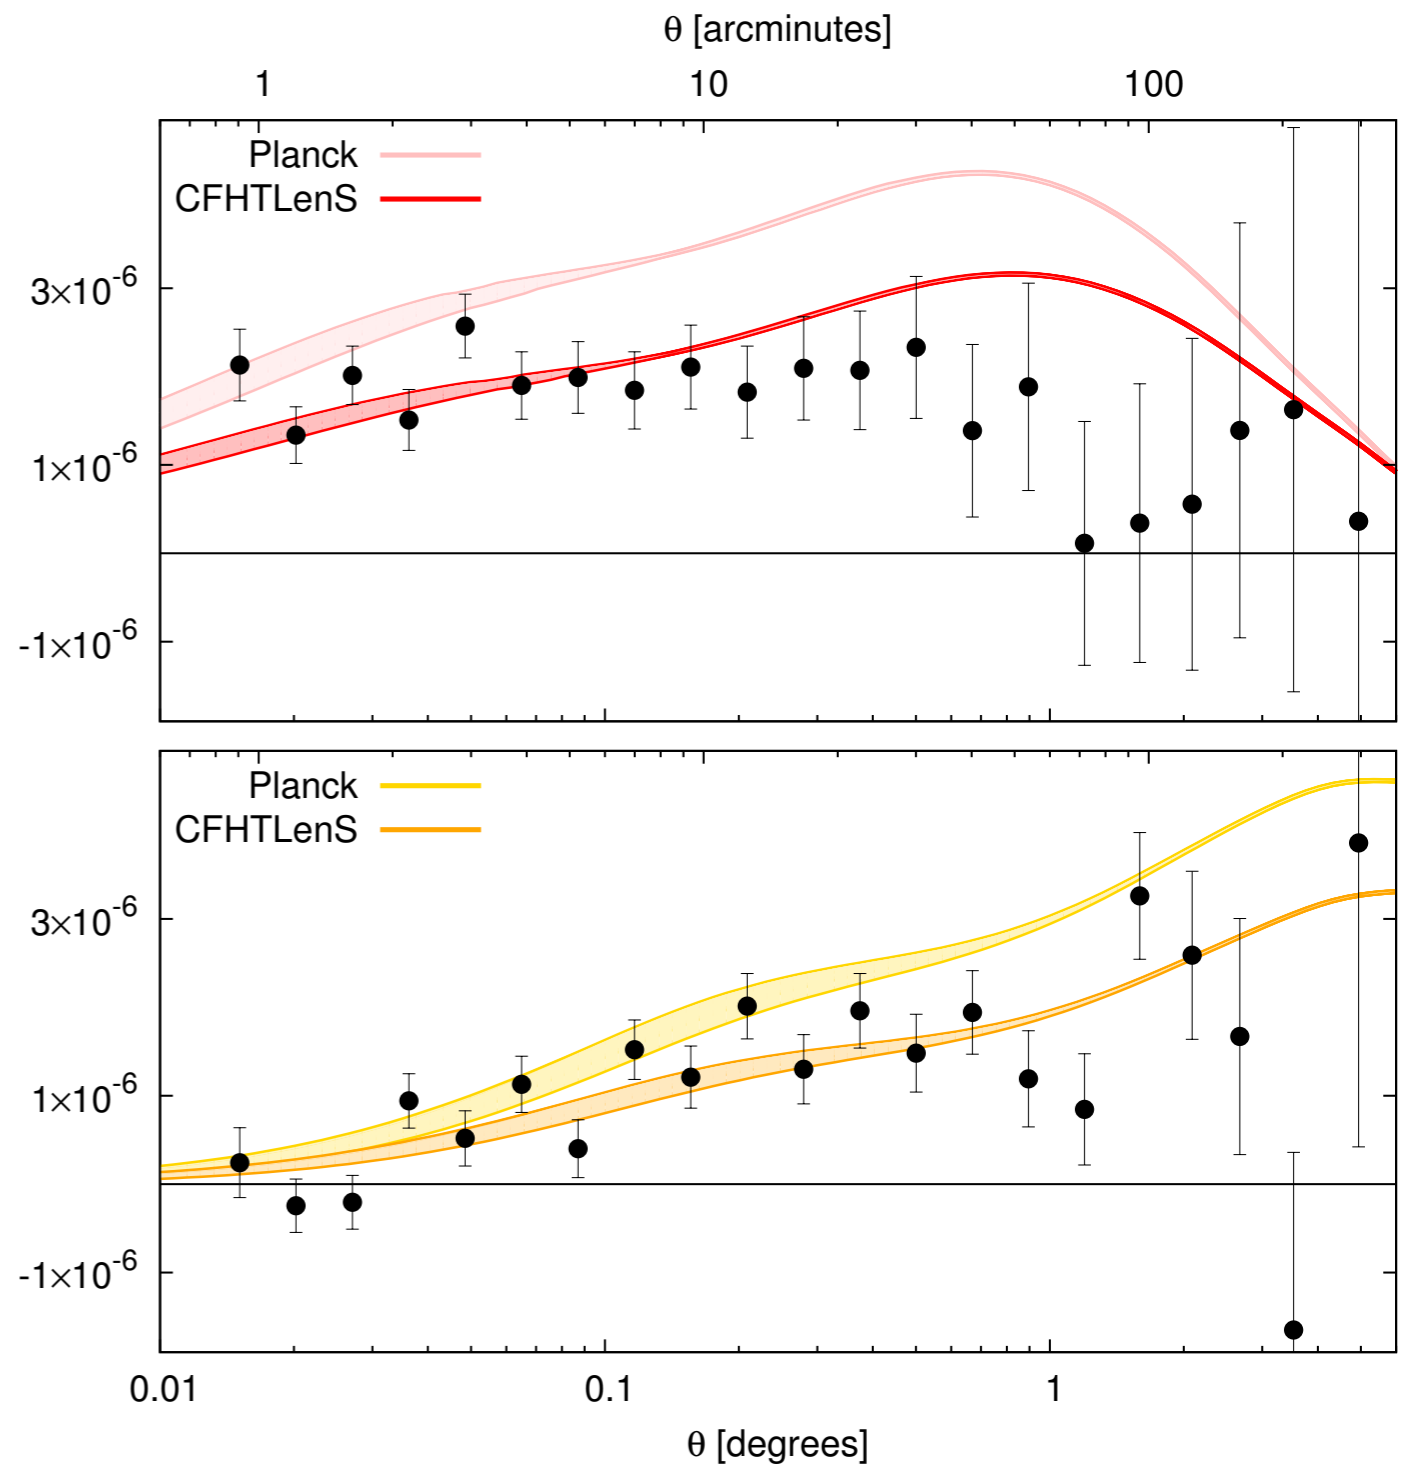 θ [arcminutes]
1 10 100
Planck
CFHTLenS
3×10⁻⁶
1×10⁻⁶
-1×10⁻⁶
Planck
CFHTLenS
3×10⁻⁶
1×10⁻⁶
-1×10⁻⁶
0.01 0.1 1
θ [degrees]